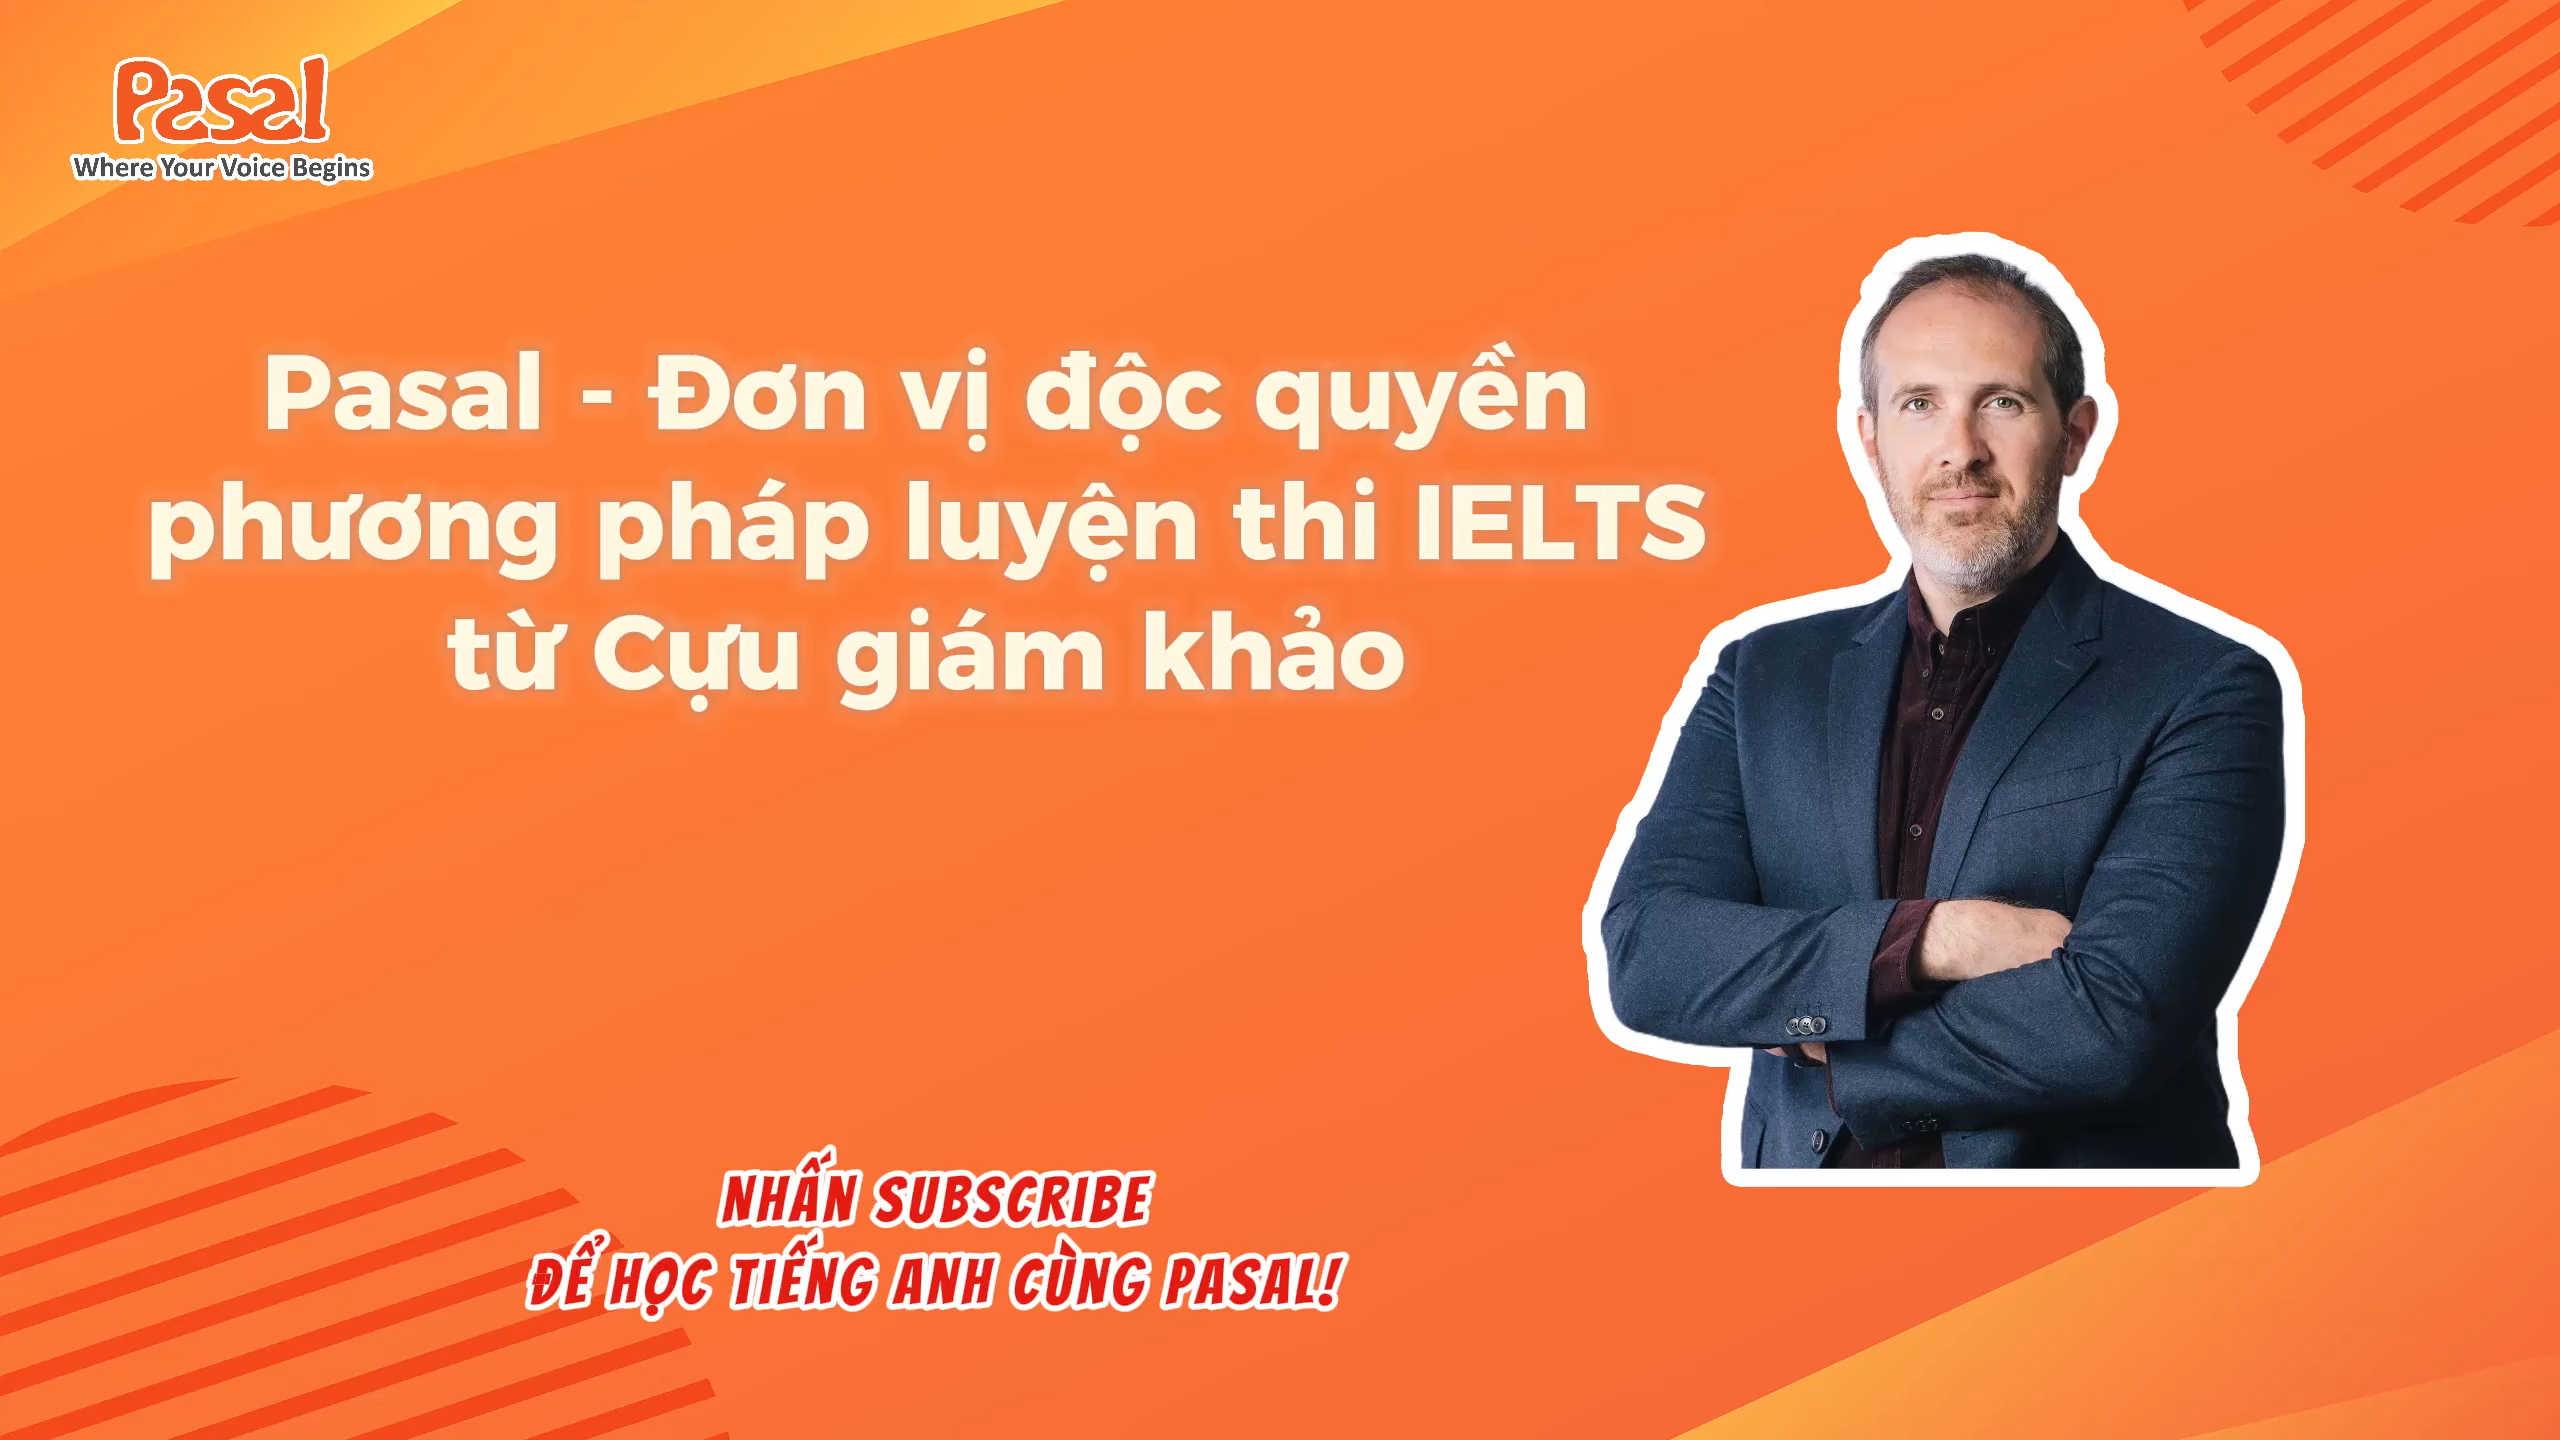 Pasal
Where Your Voice Begins
Pasal - Đơn vị độc quyền
phương pháp luyện thi IELTS
từ Cựu giám khảo
NHẤN SUBSCRIBE
ĐỂ HỌC TIẾNG ANH CÙNG PASAL!